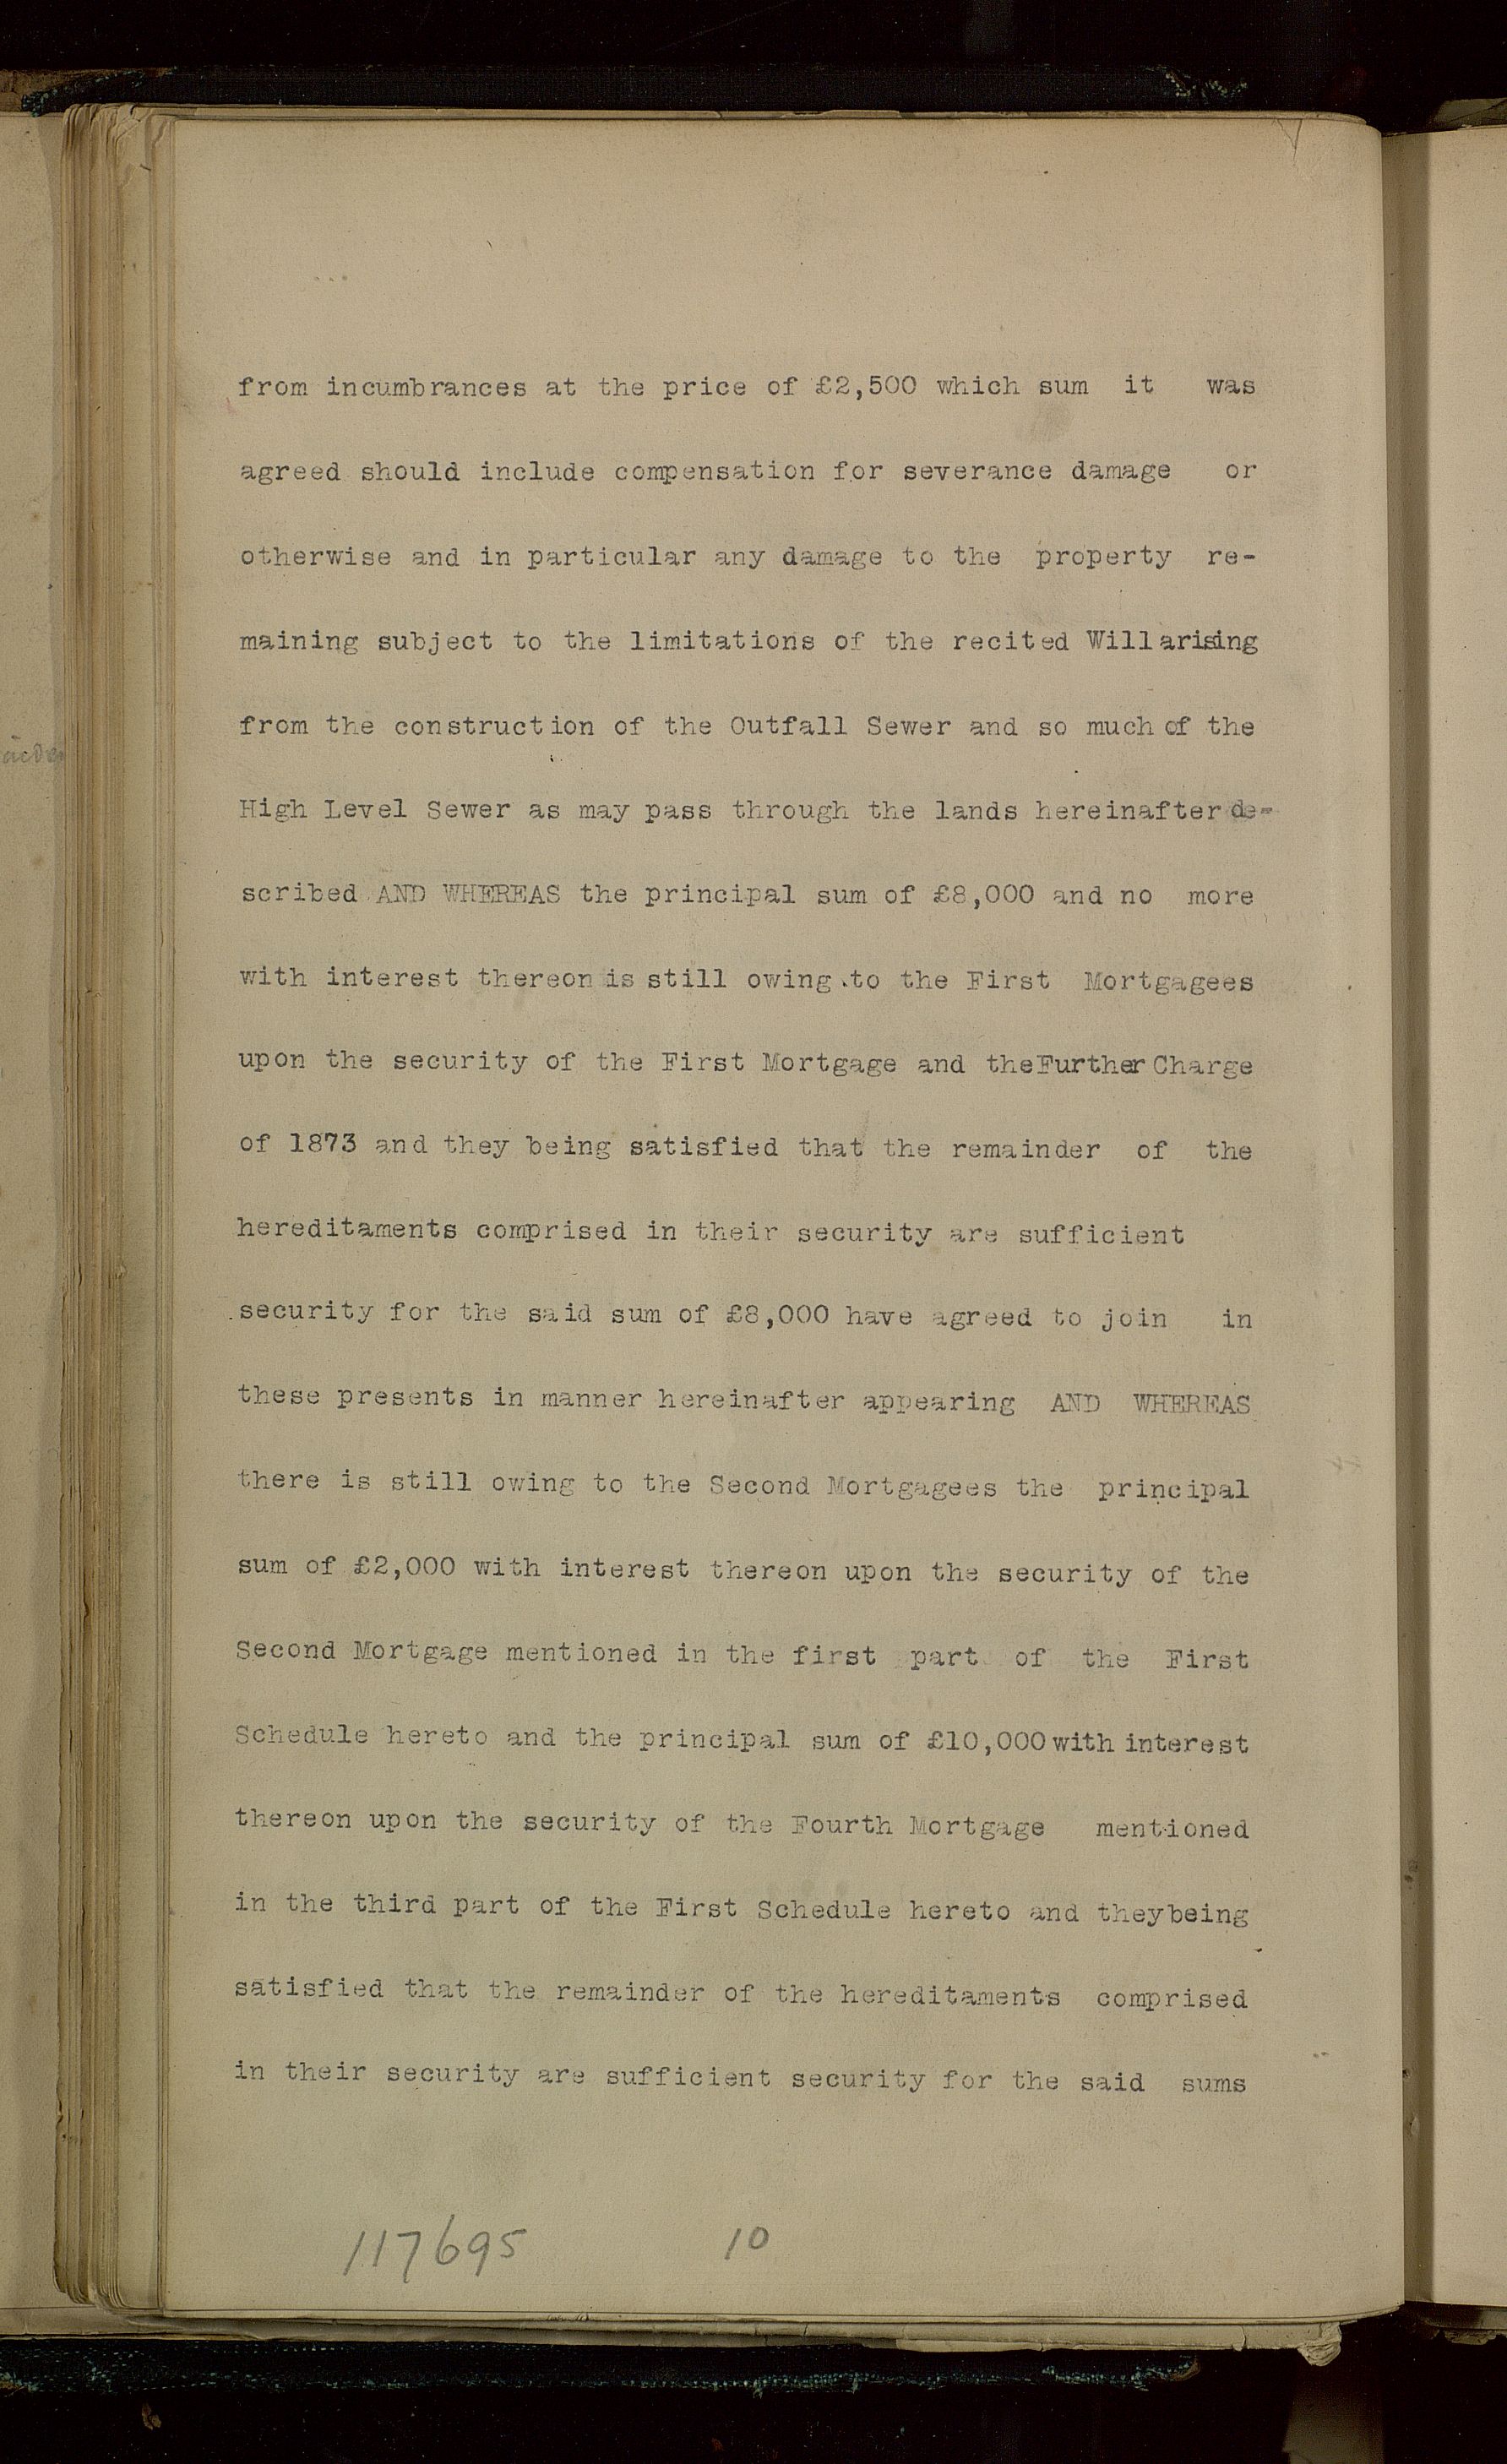 from incumbrances at the price of £2,500 which sum it was
agreed should include compensation for severance damage or
otherwise and in particular any damage to the property re-
maining subject to the limitations of the recited Will arising
from the construction of the Outfall Sewer and so much of the
High Level Sewer as may pass through the lands hereinafter de-
scribed AND WHEREAS the principal sum of £8,000 and no more
with interest thereon is still owing to the First Mortgagees
upon the security of the First Mortgage and the Further Charge
of 1873 and they being satisfied that the remainder of the
hereditaments comprised in their security are sufficient
security for the said sum of £8,000 have agreed to join in
these presents in manner hereinafter appearing AND WHEREAS
there is still owing to the Second Mortgagees the principal
sum of £2,000 with interest thereon upon the security of the
Second Mortgage mentioned in the first part of the First
Schedule hereto and the principal sum of £10,000 with interest
thereon upon the security of the Fourth Mortgage mentioned
in the third part of the First Schedule hereto and they being
satisfied that the remainder of the hereditaments comprised
in their security are sufficient security for the said sums
117695 10